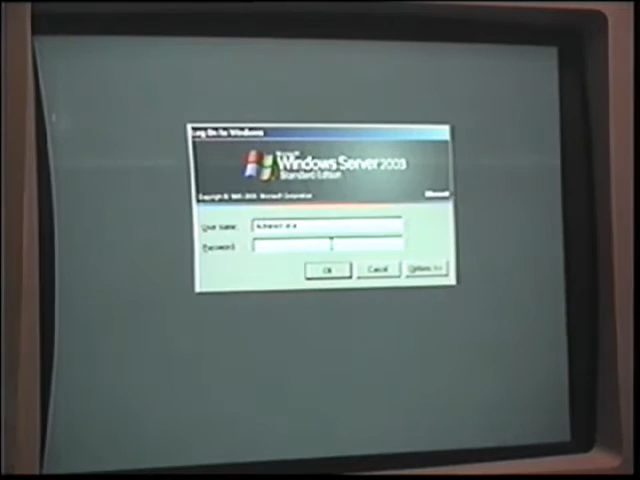 Log On to Windows
Microsoft
Windows Server 2003
Standard Edition
Copyright © 1985-2003 Microsoft Corporation
Microsoft
User name:
Password:
OK
Cancel
Options >>